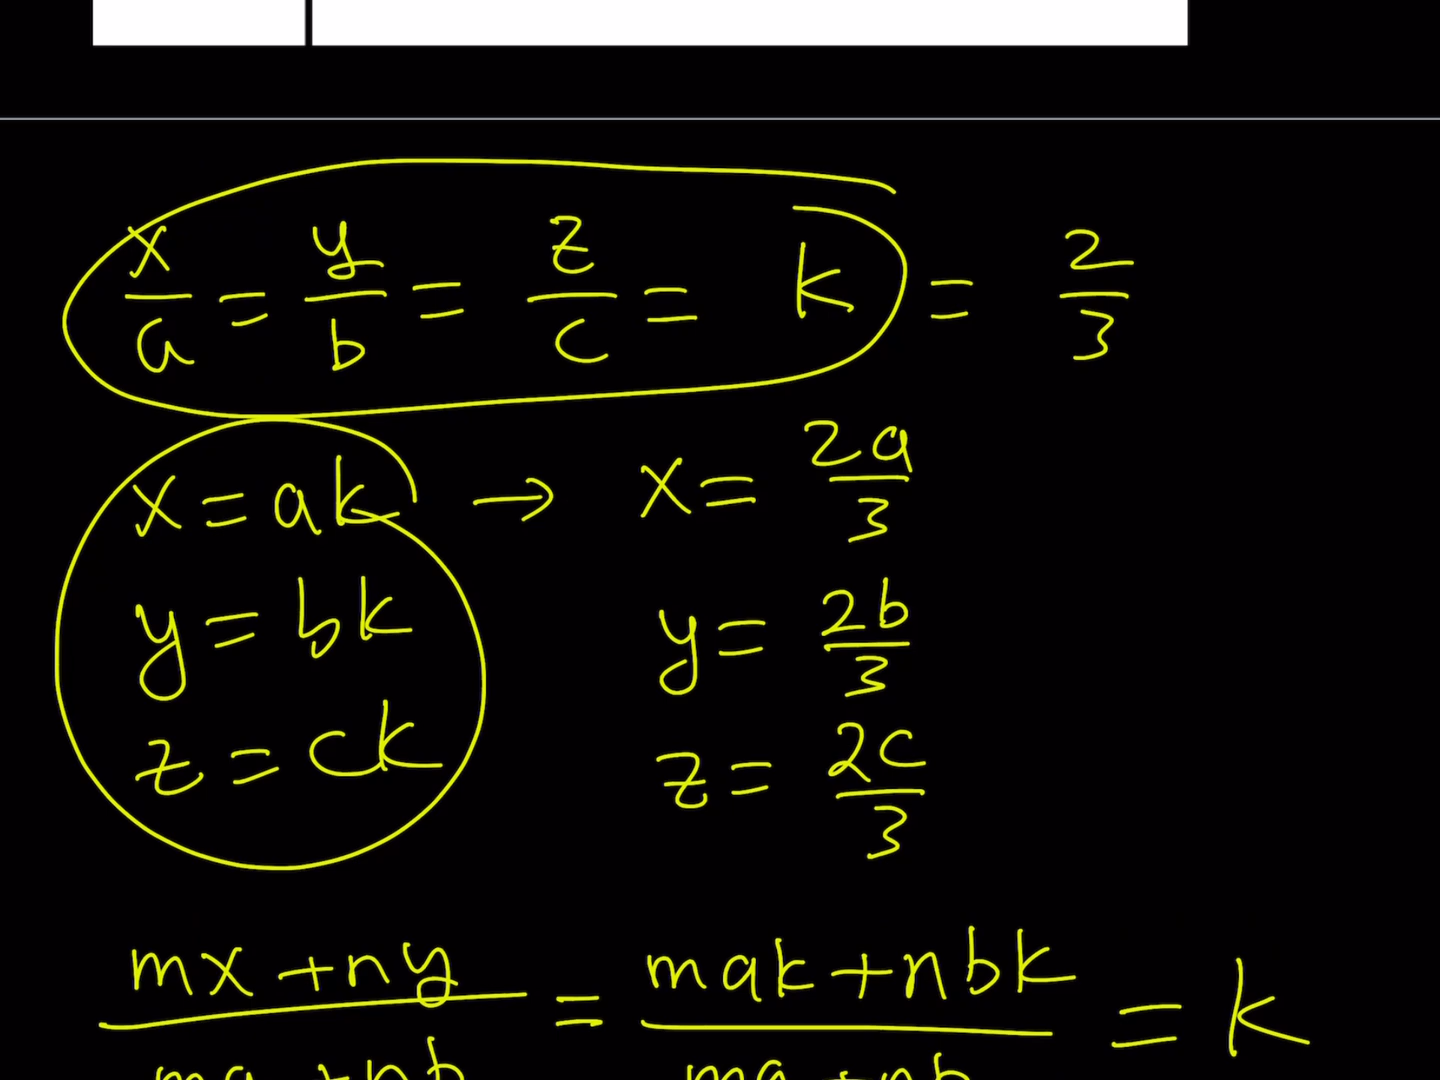 x/a = y/b = z/c = k = 2/3
x = ak → x = 2a/3
y = bk y = 2b/3
z = ck z = 2c/3
mx + ny / ma + nb = mak + nbk / ma + nb = k